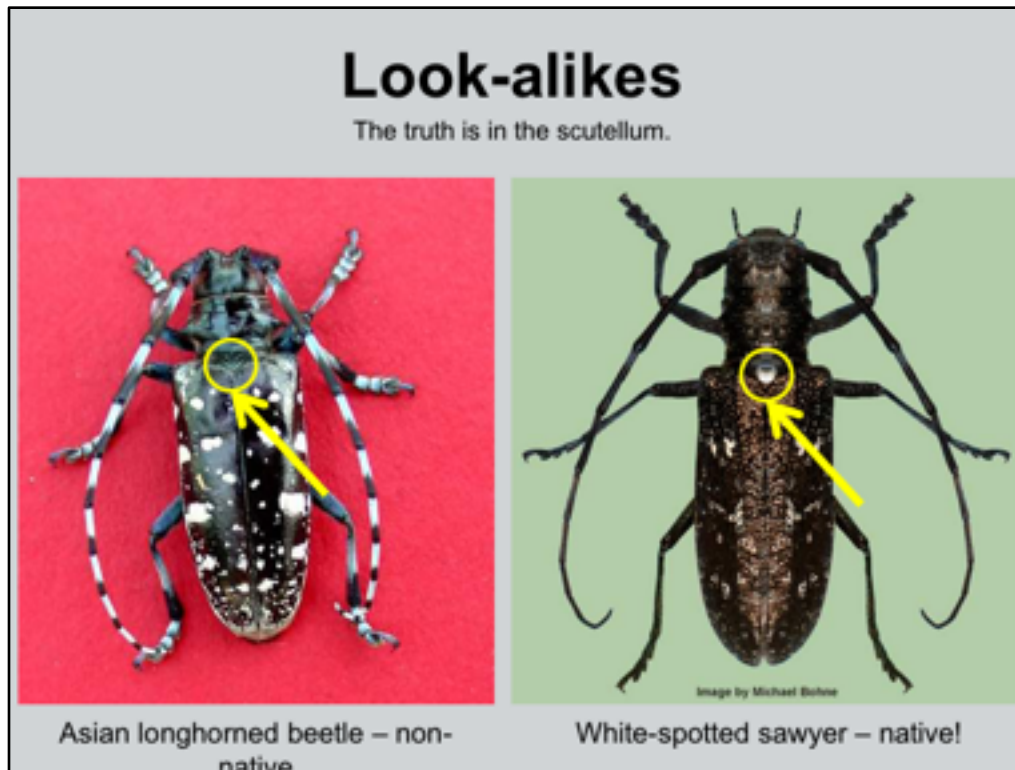 Look-alikes
The truth is in the scutellum.
Image by Michael Bohne
Asian longhorned beetle – non-
native
White-spotted sawyer – native!